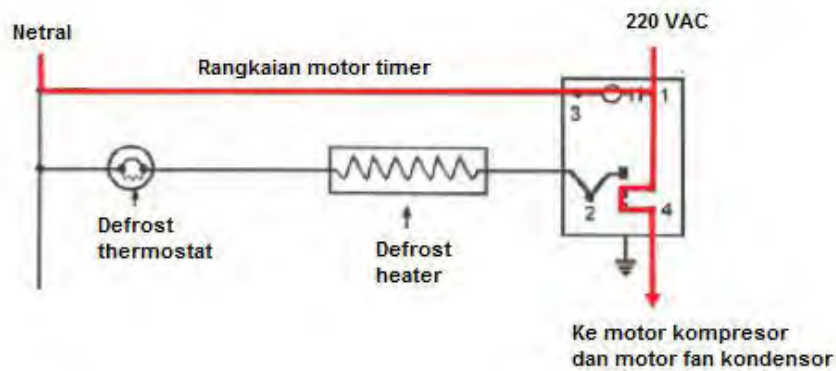 220 VAC
Netral
Rangkaian motor timer
3
1
2
4
Defrost
thermostat
Defrost
heater
Ke motor kompresor
dan motor fan kondensor